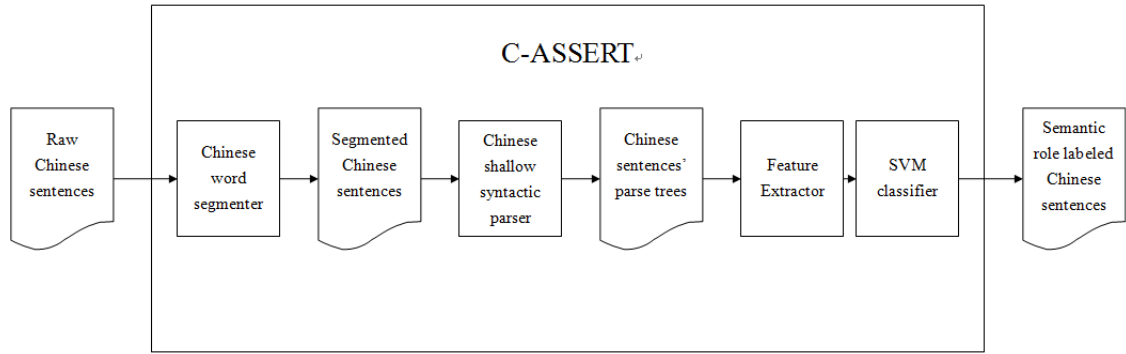 C-ASSERT↵
Raw
Chinese
sentences
Chinese
word
segmenter
Segmented
Chinese
sentences
Chinese
shallow
syntactic
parser
Chinese
sentences’
parse trees
Feature
Extractor
SVM
classifier
Semantic
role labeled
Chinese
sentences